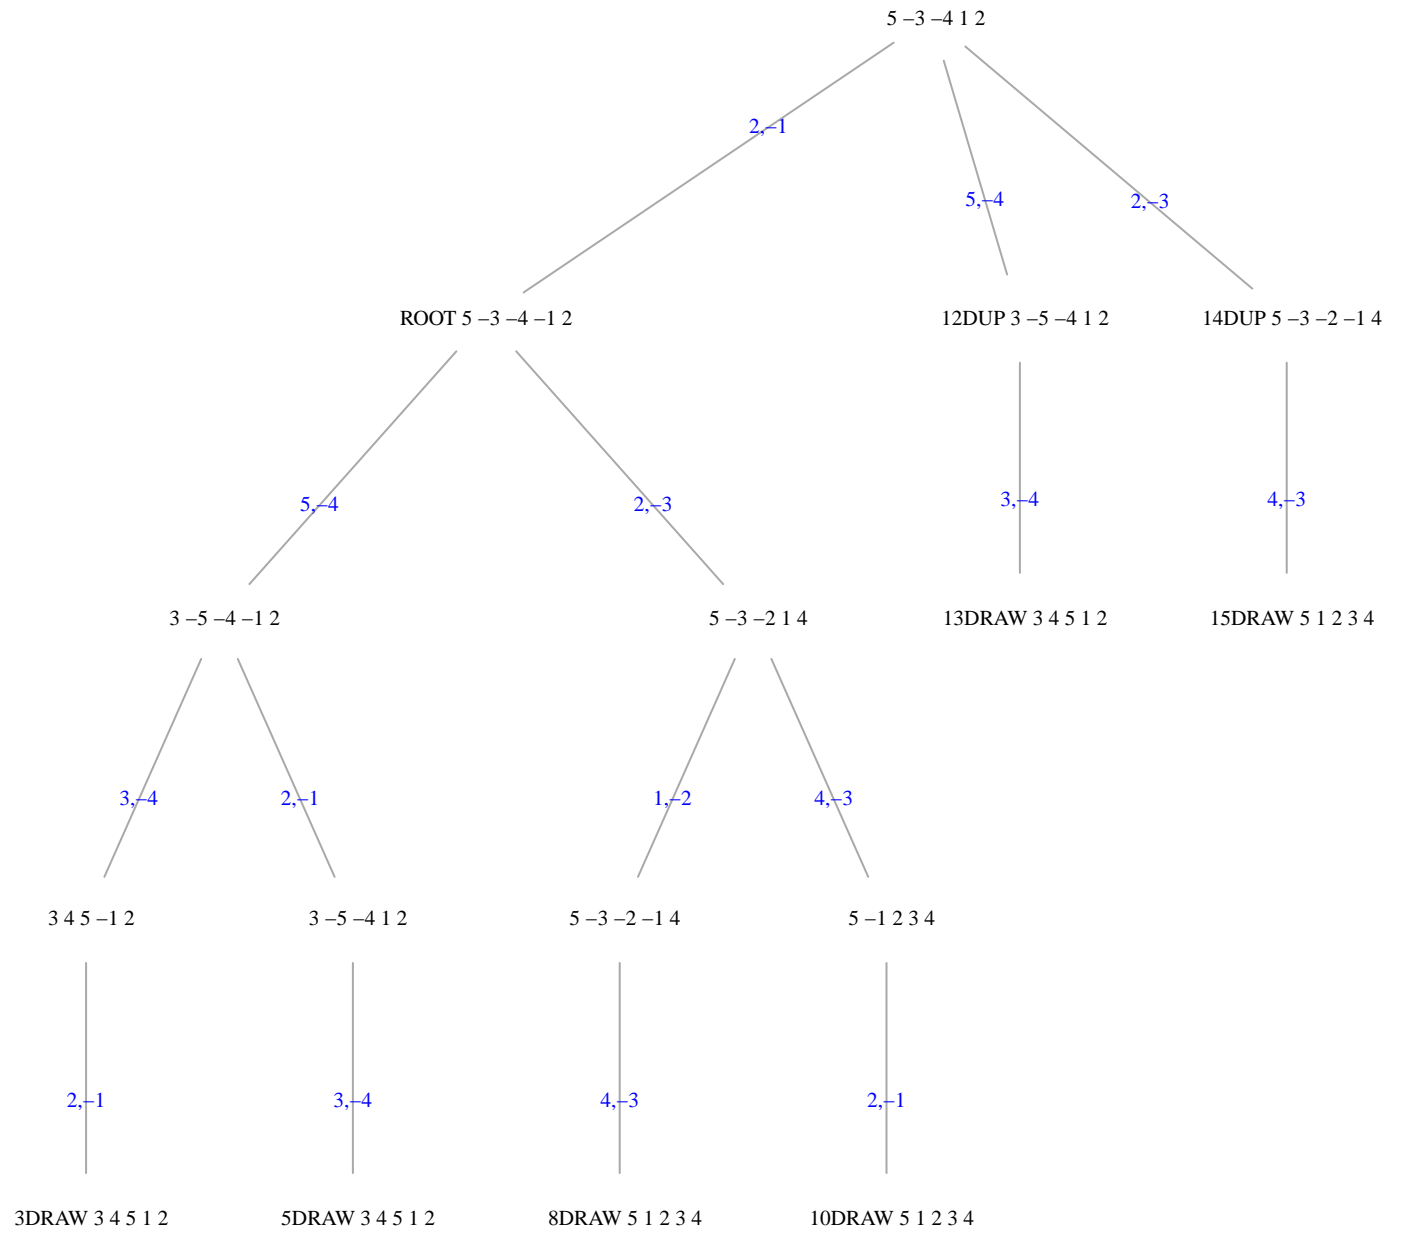 5 –3 –4 1 2
2,–1
5,–4
2,–3
ROOT 5 –3 –4 –1 2
12DUP 3 –5 –4 1 2
14DUP 5 –3 –2 –1 4
5,–4
2,–3
3,–4
4,–3
3 –5 –4 –1 2
5 –3 –2 1 4
13DRAW 3 4 5 1 2
15DRAW 5 1 2 3 4
3,–4
2,–1
1,–2
4,–3
3 4 5 –1 2
3 –5 –4 1 2
5 –3 –2 –1 4
5 –1 2 3 4
2,–1
3,–4
4,–3
2,–1
3DRAW 3 4 5 1 2
5DRAW 3 4 5 1 2
8DRAW 5 1 2 3 4
10DRAW 5 1 2 3 4